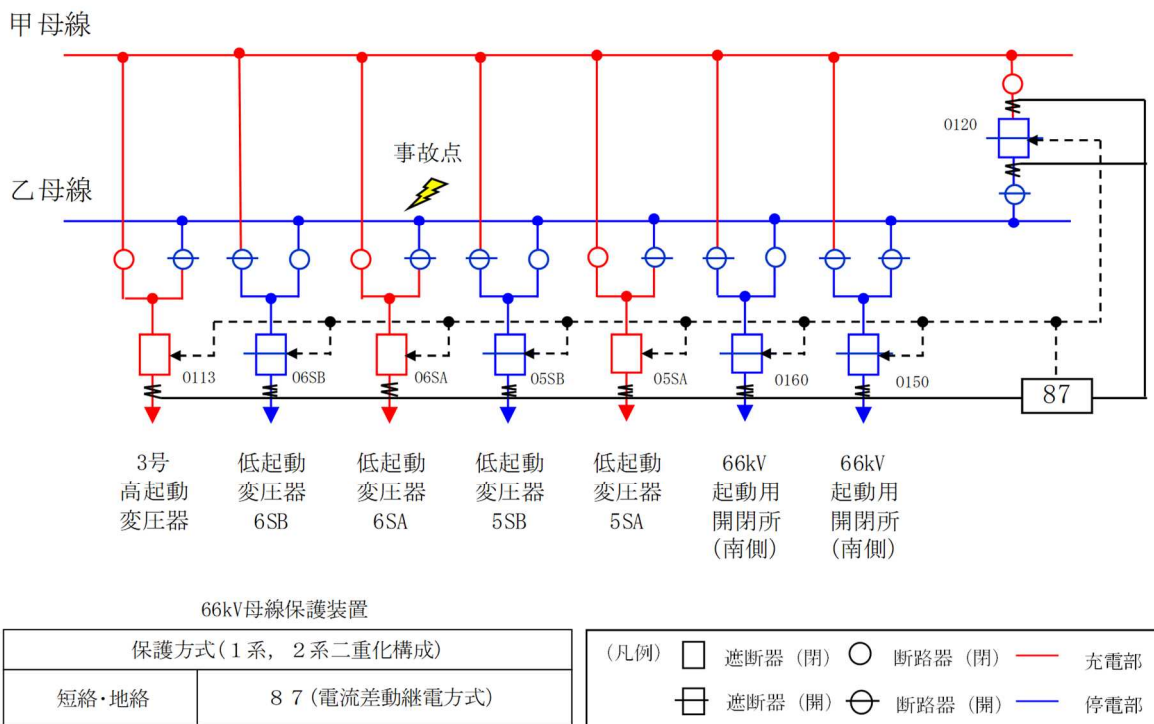 甲母線
0120
事故点
乙母線
0113
06SB
06SA
05SB
05SA
0160
0150
87
3号
高起動
変圧器
低起動
変圧器
6SB
低起動
変圧器
6SA
低起動
変圧器
5SB
低起動
変圧器
5SA
66kV
起動用
開閉所
(南側)
66kV
起動用
開閉所
(南側)
66kV母線保護装置
保護方式(1系，2系二重化構成)
短絡・地絡
８７(電流差動継電方式)
(凡例) 遮断器 (閉) 断路器 (閉) 充電部
遮断器 (開) 断路器 (開) 停電部